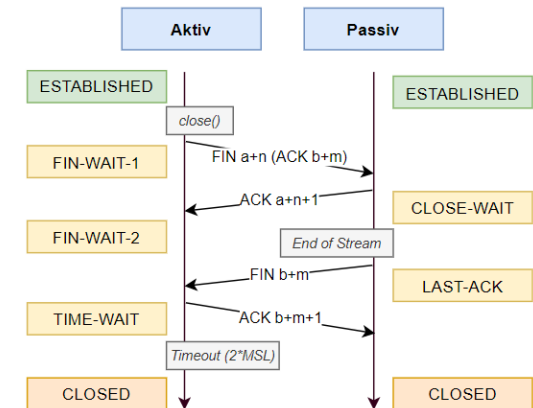 Aktiv
Passiv
ESTABLISHED
ESTABLISHED
close()
FIN a+n (ACK b+m)
FIN-WAIT-1
ACK a+n+1
CLOSE-WAIT
FIN-WAIT-2
End of Stream
FIN b+m
LAST-ACK
TIME-WAIT
ACK b+m+1
Timeout (2*MSL)
CLOSED
CLOSED